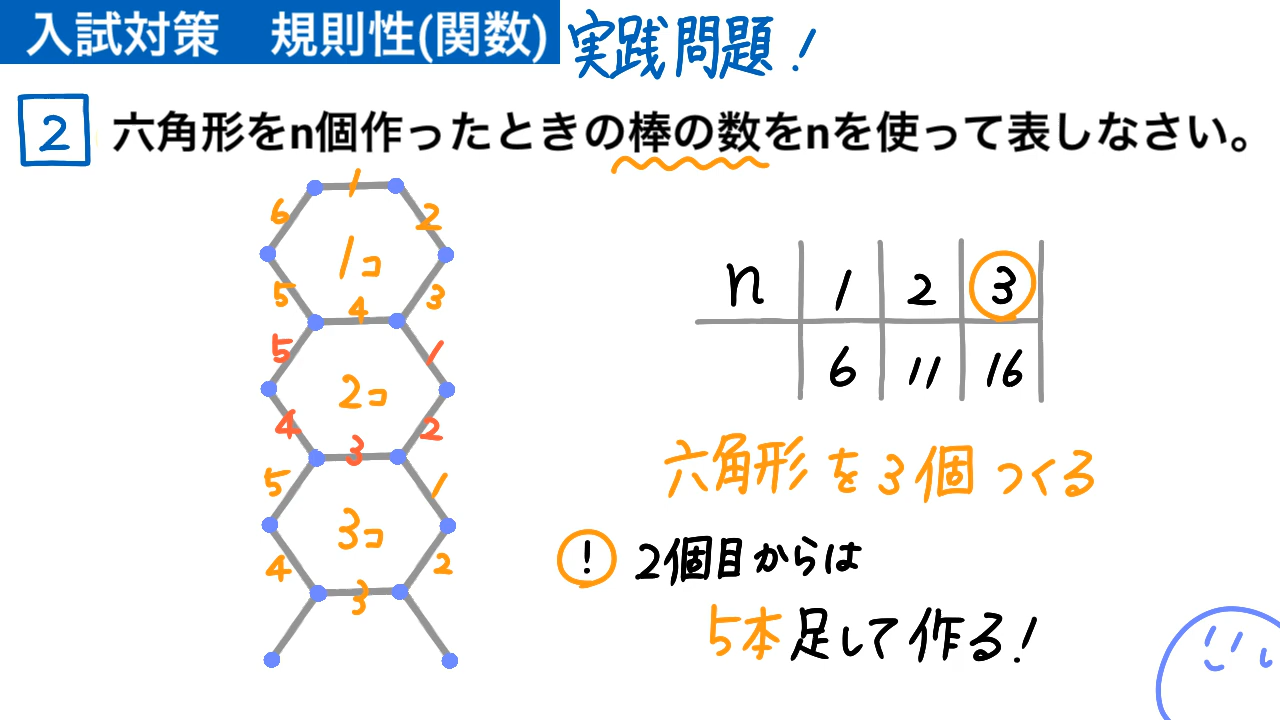 入試対策　規則性(関数) 実践問題！
2 六角形をn個作ったときの棒の数をnを使って表しなさい。
1
6 2
1コ
5 3
4
5 1
2コ
4 2
3
5 1
3コ
4 2
3
n 1 2 3
6 11 16
六角形を3個つくる
! 2個目からは
5本足して作る！